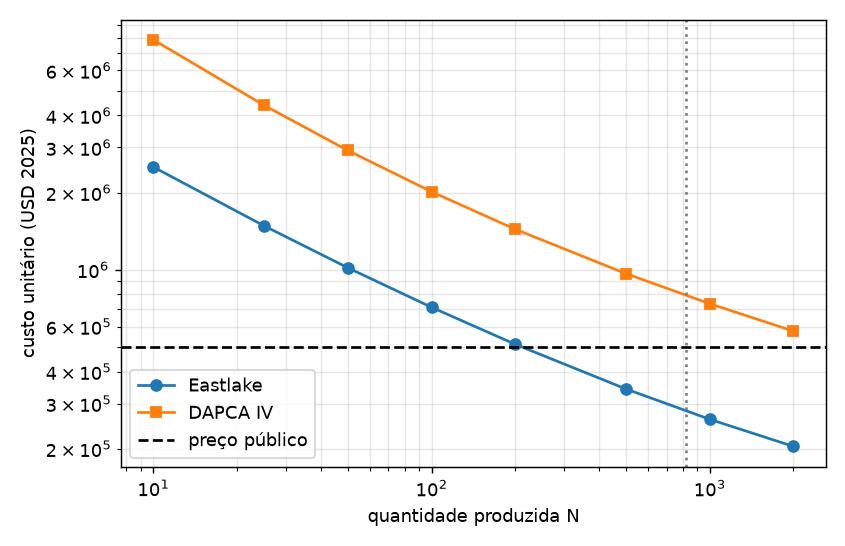 6 × 10⁶
4 × 10⁶
3 × 10⁶
2 × 10⁶
10⁶
6 × 10⁵
4 × 10⁵
3 × 10⁵
2 × 10⁵
custo unitário (USD 2025)
Eastlake
DAPCA IV
preço público
10¹ 10² 10³
quantidade produzida N